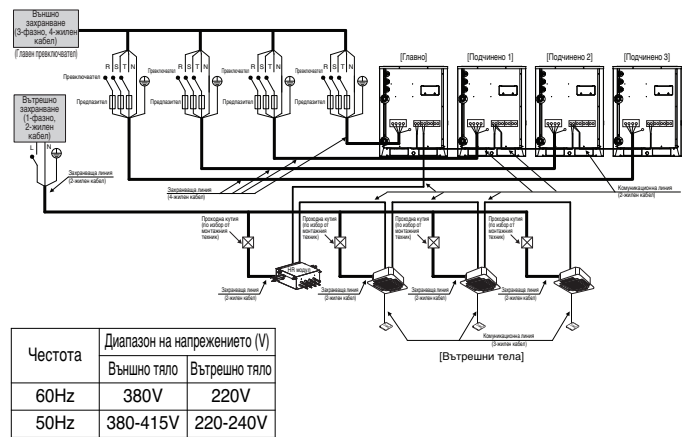 Външно
захранване
(3-фазно, 4-жилен
кабел)
(Главен превключвател)
R S T N
R S T N
R S T N
R S T N
Превключвател
Превключвател
Превключвател
Превключвател
Предпазител
Предпазител
Предпазител
Предпазител
[Главно]
[Подчинено 1]
[Подчинено 2]
[Подчинено 3]
Вътрешно
захранване
(1-фазно,
2-жилен
кабел)
L N
Захранваща линия
(2-жилен кабел)
Захранваща линия
(4-жилен кабел)
Комуникационна линия
(2-жилен кабел)
Проходна кутия
(по избор от
монтажния
техник)
Проходна кутия
(по избор от
монтажния
техник)
Проходна кутия
(по избор от
монтажния
техник)
Проходна кутия
(по избор от
монтажния
техник)
HR модул
Захранваща линия
(2-жилен кабел)
Захранваща линия
(2-жилен кабел)
Захранваща линия
(2-жилен кабел)
Захранваща линия
(2-жилен кабел)
Комуникационна линия
(3-жилен кабел)
[Вътрешни тела]
Честота
Диапазон на напрежението (V)
Външно тяло Вътрешно тяло
60Hz 380V 220V
50Hz 380-415V 220-240V